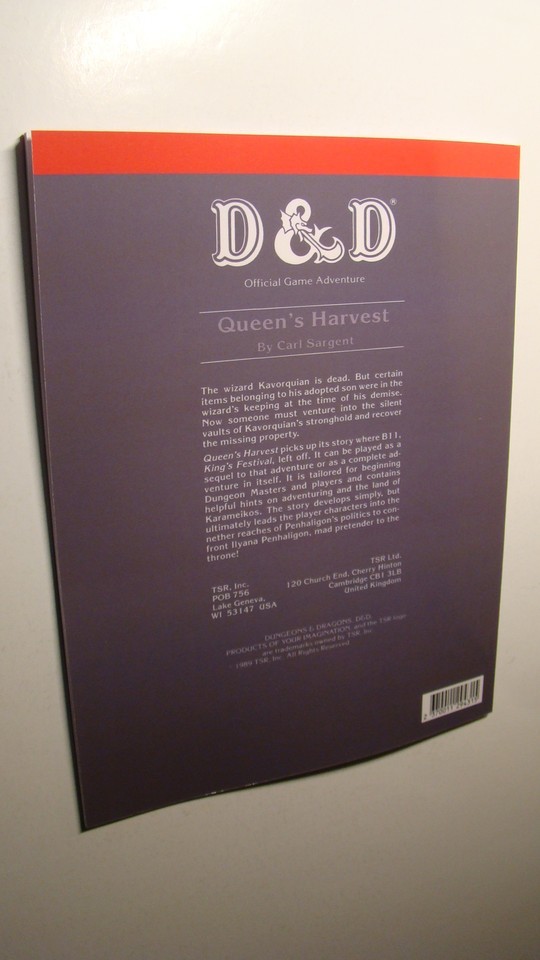 D&D®
Official Game Adventure
Queen's Harvest
By Carl Sargent
The wizard Kavorquian is dead. But certain
items belonging to his adopted son were in the
wizard's keeping at the time of his demise.
Now someone must venture into the silent
vaults of Kavorquian's stronghold and recover
the missing property.
Queen's Harvest picks up its story where B11,
King's Festival, left off. It can be played as a
sequel to that adventure or as a complete ad-
venture in itself. It is tailored for beginning
Dungeon Masters and players and contains
helpful hints on adventuring and the land of
Karameikos. The story develops simply, but
ultimately leads the player characters into the
nether reaches of Penhaligon's politics to con-
front Ilyana Penhaligon, mad pretender to the
throne!
TSR, Inc.
POB 756
Lake Geneva,
WI 53147 USA
TSR Ltd.
120 Church End, Cherry Hinton
Cambridge CB1 3LB
United Kingdom
DUNGEONS & DRAGONS, D&D,
PRODUCTS OF YOUR IMAGINATION, and the TSR logo
are trademarks owned by TSR, Inc.
1989 TSR, Inc. All Rights Reserved.